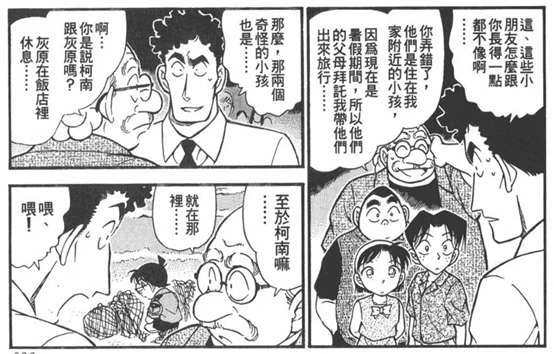 這、這些小
朋友怎麼跟
你長得一點
都不像啊…
你弄錯了，
他們是住在我
家附近的小孩，
因為現在是
暑假期間，所以他們
的父母拜託我帶他們
出來旅行……
那麼，那兩個
奇怪的小孩
也是……
啊…
你是說柯南
跟灰原嗎？
灰原在飯店裡
休息……
至於柯南嘛
……
就在那
裡……
喂、
喂！